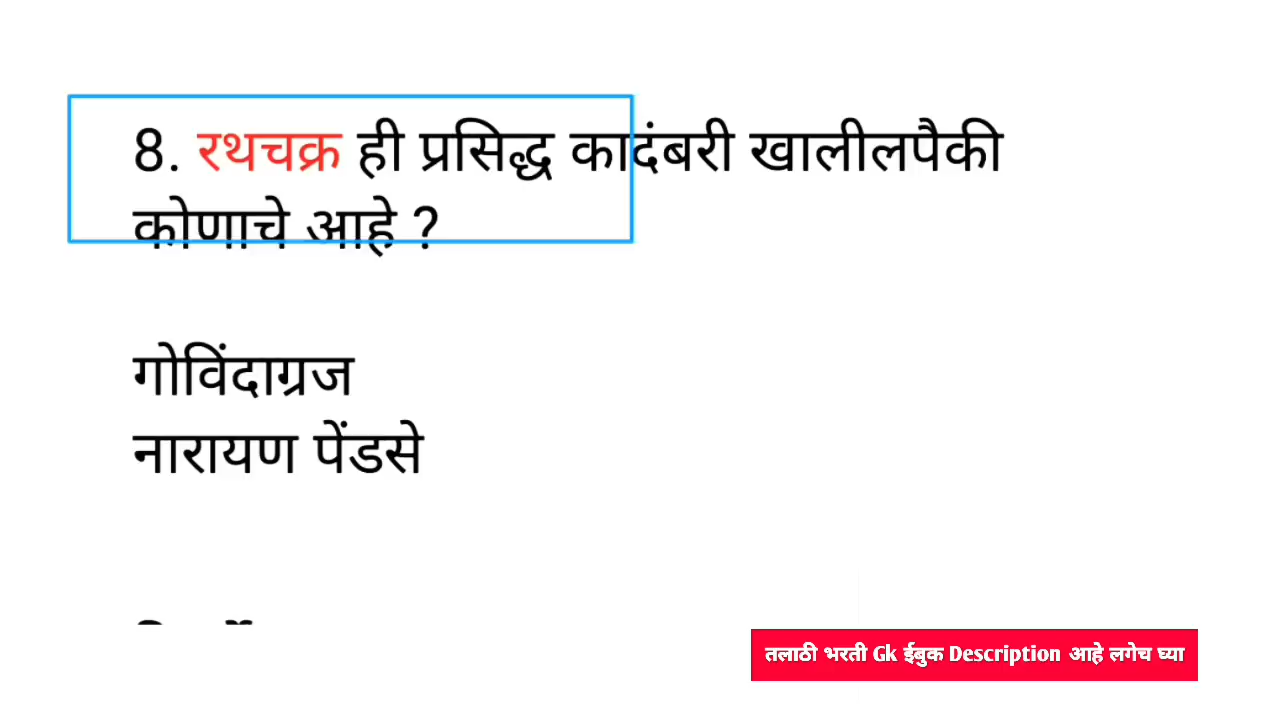 8. रथचक्र ही प्रसिद्ध कादंबरी खालीलपैकी
कोणाचे आहे ?
गोविंदाग्रज
नारायण पेंडसे
तलाठी भरती Gk ईबुक Description आहे लगेच घ्या